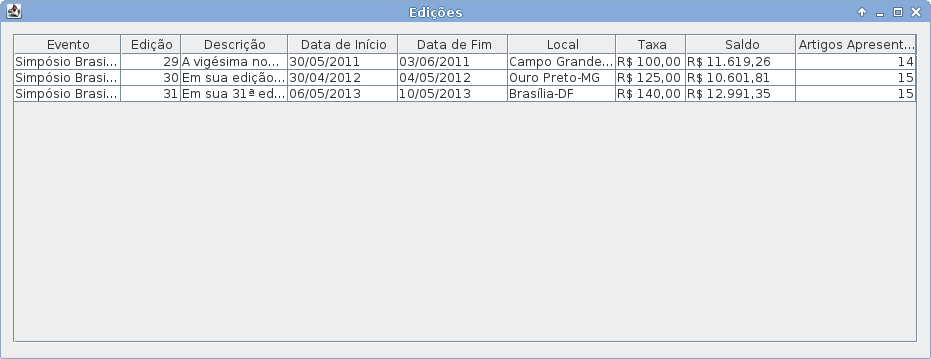 Edições
Evento Edição Descrição Data de Início Data de Fim Local Taxa Saldo Artigos Apresent...
Simpósio Brasi... 29 A vigésima no... 30/05/2011 03/06/2011 Campo Grande... R$ 100,00 R$ 11.619,26 14
Simpósio Brasi... 30 Em sua edição... 30/04/2012 04/05/2012 Ouro Preto-MG R$ 125,00 R$ 10.601,81 15
Simpósio Brasi... 31 Em sua 31ª ed... 06/05/2013 10/05/2013 Brasília-DF R$ 140,00 R$ 12.991,35 15